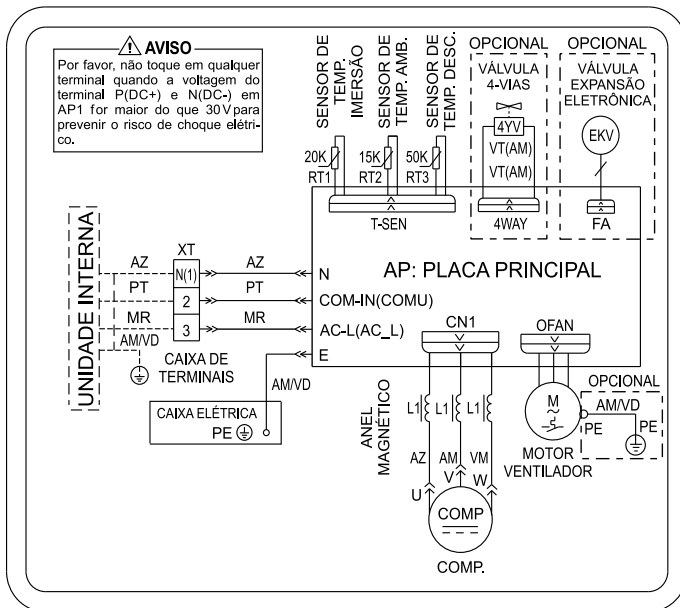 AVISO
Por favor, não toque em qualquer
terminal quando a voltagem do
terminal P(DC+) e N(DC-) em
AP1 for maior do que 30V para
prevenir o risco de choque elétri-
co.
SENSOR DE
TEMP.
IMERSÃO
SENSOR DE
TEMP. AMB.
SENSOR DE
TEMP. DESC.
OPCIONAL
VÁLVULA
4-VIAS
4YV
VT(AM)
VT(AM)
4WAY
OPCIONAL
VÁLVULA
EXPANSÃO
ELETRÔNICA
EKV
FA
20K
RT1
15K
RT2
50K
RT3
T-SEN
AP: PLACA PRINCIPAL
UNIDADE INTERNA
XT
AZ
N(1)
AZ
N
PT
2
PT
COM-IN(COMU)
MR
3
MR
AC-L(AC_L)
AM/VD
E
CAIXA DE
TERMINAIS
AM/VD
CAIXA ELÉTRICA
PE
CN1
OFAN
ANEL
MAGNÉTICO
L1
L1
L1
AZ
AM
VM
U
V
W
COMP
COMP.
M
~
MOTOR
VENTILADOR
OPCIONAL
AM/VD
PE
PE